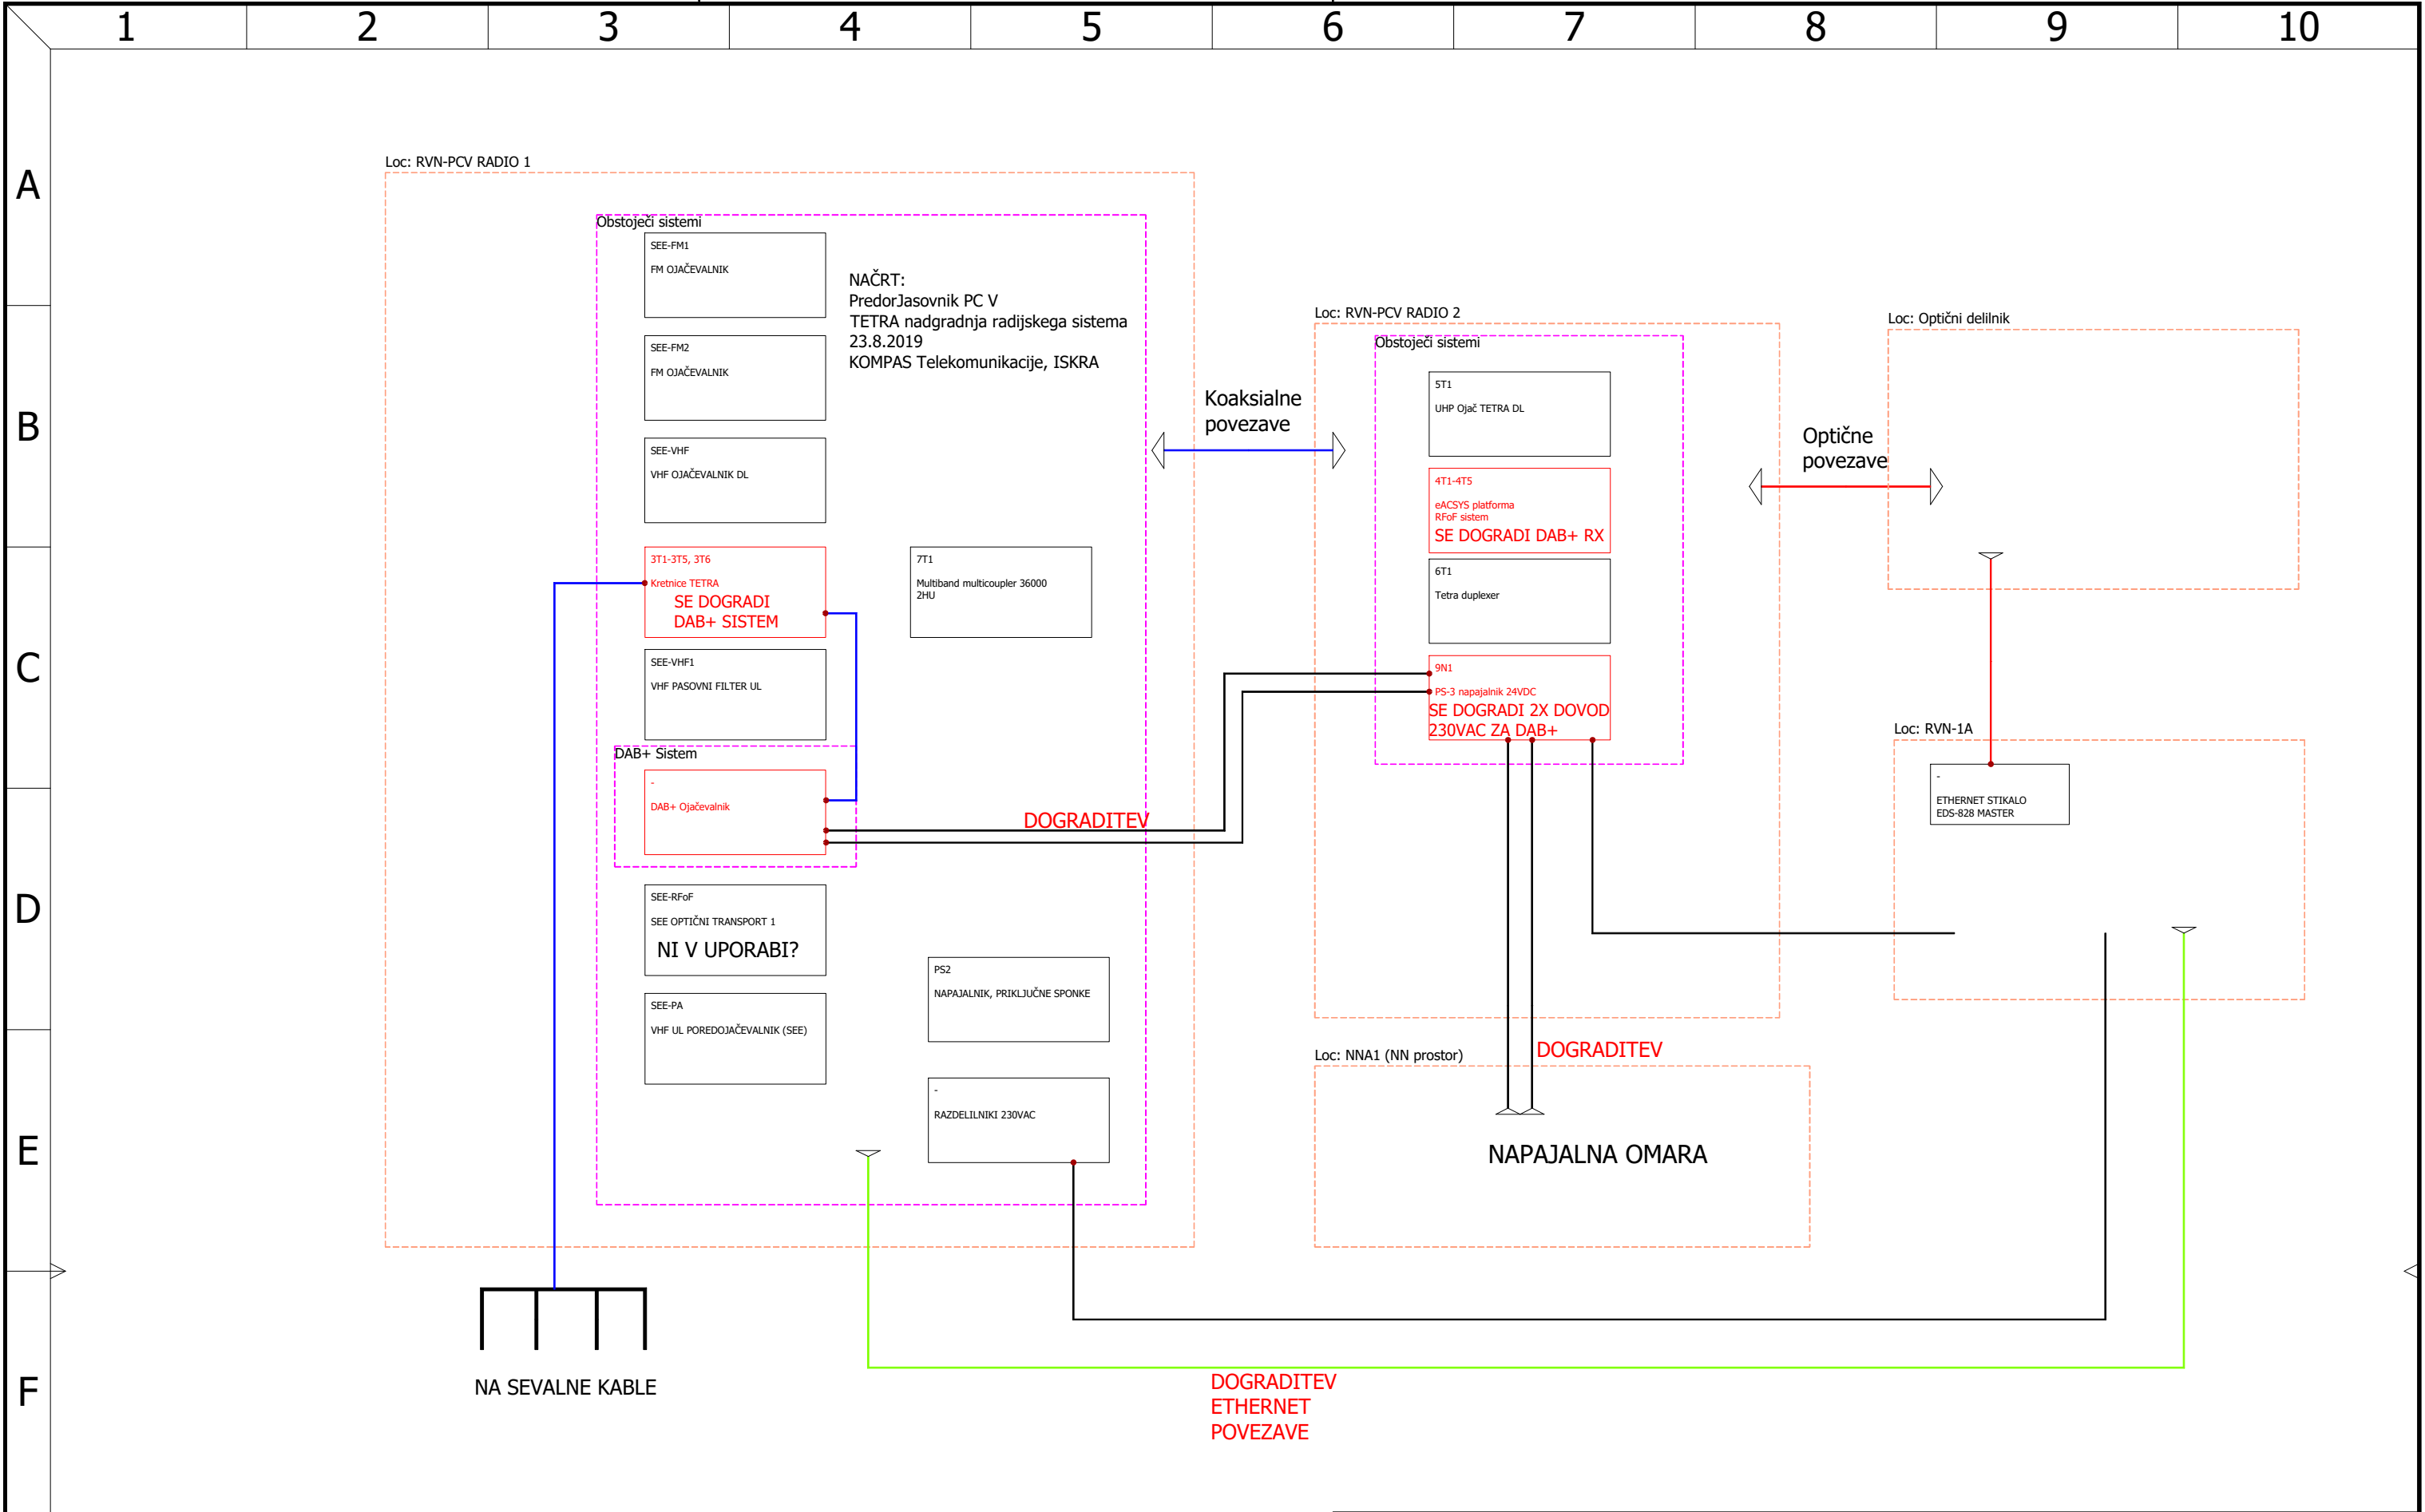 1 2 3 4 5 6 7 8 9 10
A
B
C
D
E
F
Loc: RVN-PCV RADIO 1
Obstoječi sistemi
SEE-FM1
FM OJAČEVALNIK
SEE-FM2
FM OJAČEVALNIK
SEE-VHF
VHF OJAČEVALNIK DL
3T1-3T5, 3T6
Kretnice TETRA
SE DOGRADI
DAB+ SISTEM
SEE-VHF1
VHF PASOVNI FILTER UL
DAB+ Sistem
-
DAB+ Ojačevalnik
SEE-RFoF
SEE OPTIČNI TRANSPORT 1
NI V UPORABI?
SEE-PA
VHF UL POREDOJAČEVALNIK (SEE)
NAČRT:
PredorJasovnik PC V
TETRA nadgradnja radijskega sistema
23.8.2019
KOMPAS Telekomunikacije, ISKRA
7T1
Multiband multicoupler 36000
2HU
DOGRADITEV
PS2
NAPAJALNIK, PRIKLJUČNE SPONKE
-
RAZDELILNIKI 230VAC
Koaksialne
povezave
Loc: RVN-PCV RADIO 2
Obstoječi sistemi
5T1
UHP Ojač TETRA DL
4T1-4T5
eACSYS platforma
RFoF sistem
SE DOGRADI DAB+ RX
6T1
Tetra duplexer
9N1
PS-3 napajalnik 24VDC
SE DOGRADI 2X DOVOD
230VAC ZA DAB+
Optične
povezave
Loc: Optični delilnik
Loc: RVN-1A
-
ETHERNET STIKALO
EDS-828 MASTER
Loc: NNA1 (NN prostor)
DOGRADITEV
NAPAJALNA OMARA
NA SEVALNE KABLE
DOGRADITEV
ETHERNET
POVEZAVE